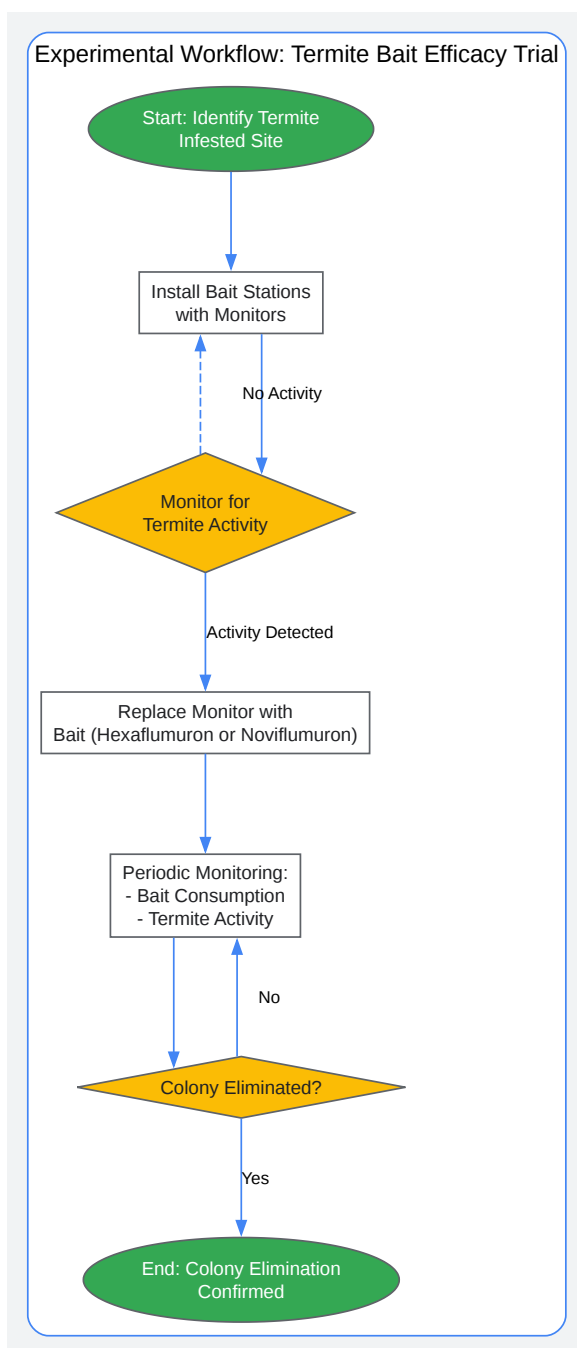 Experimental Workflow: Termite Bait Efficacy Trial
Start: Identify Termite
Infested Site
Install Bait Stations
with Monitors
No Activity
Monitor for
Termite Activity
Activity Detected
Replace Monitor with
Bait (Hexaflumuron or Noviflumuron)
Periodic Monitoring:
- Bait Consumption
- Termite Activity
No
Colony Eliminated?
Yes
End: Colony Elimination
Confirmed